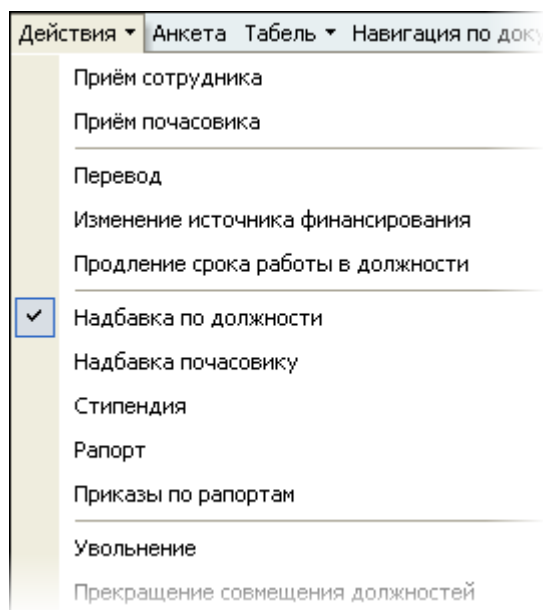 Действия Анкета Табель Навигация по доку
Приём сотрудника
Приём почасовика
Перевод
Изменение источника финансирования
Продление срока работы в должности
Надбавка по должности
Надбавка почасовику
Стипендия
Рапорт
Приказы по рапортам
Увольнение
Прекращение совмещения должностей